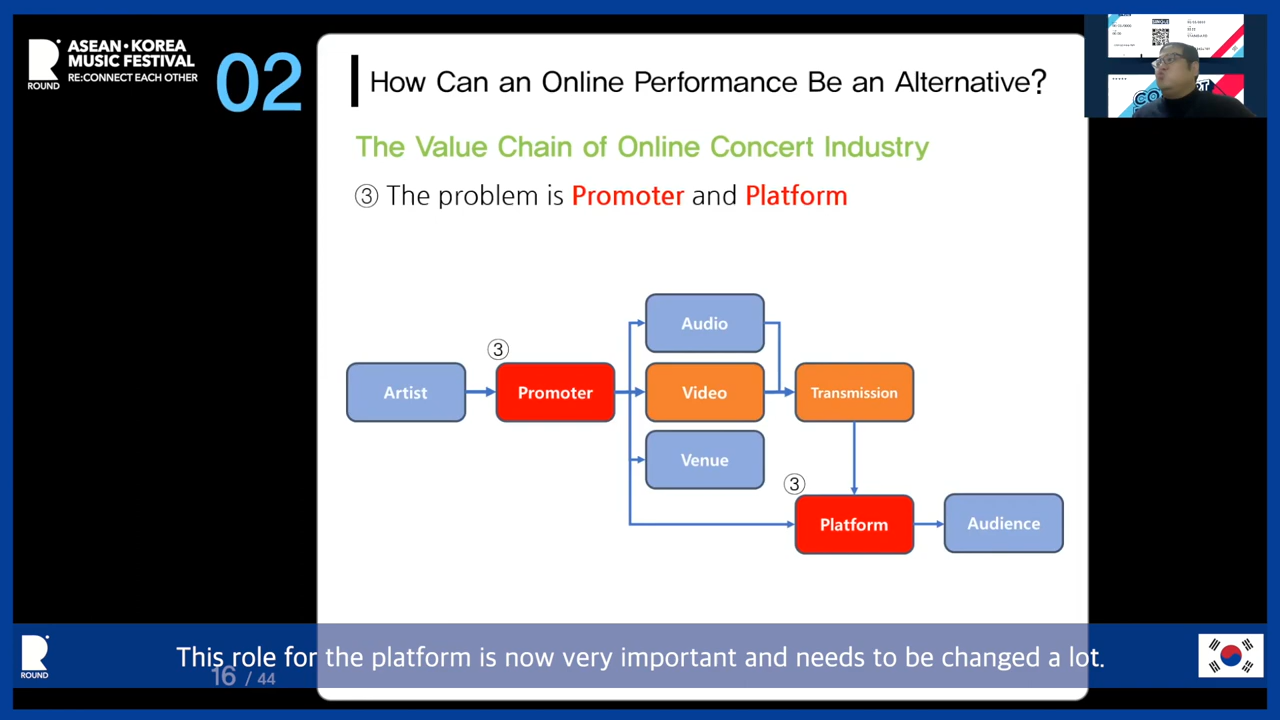 ASEAN·KOREA
MUSIC FESTIVAL
RE:CONNECT EACH OTHER
ROUND
02
How Can an Online Performance Be an Alternative?
The Value Chain of Online Concert Industry
③ The problem is Promoter and Platform
Audio
③
Artist
Promoter
Video
Transmission
Venue
③
Platform
Audience
This role for the platform is now very important and needs to be changed a lot.
ROUND
16 / 44